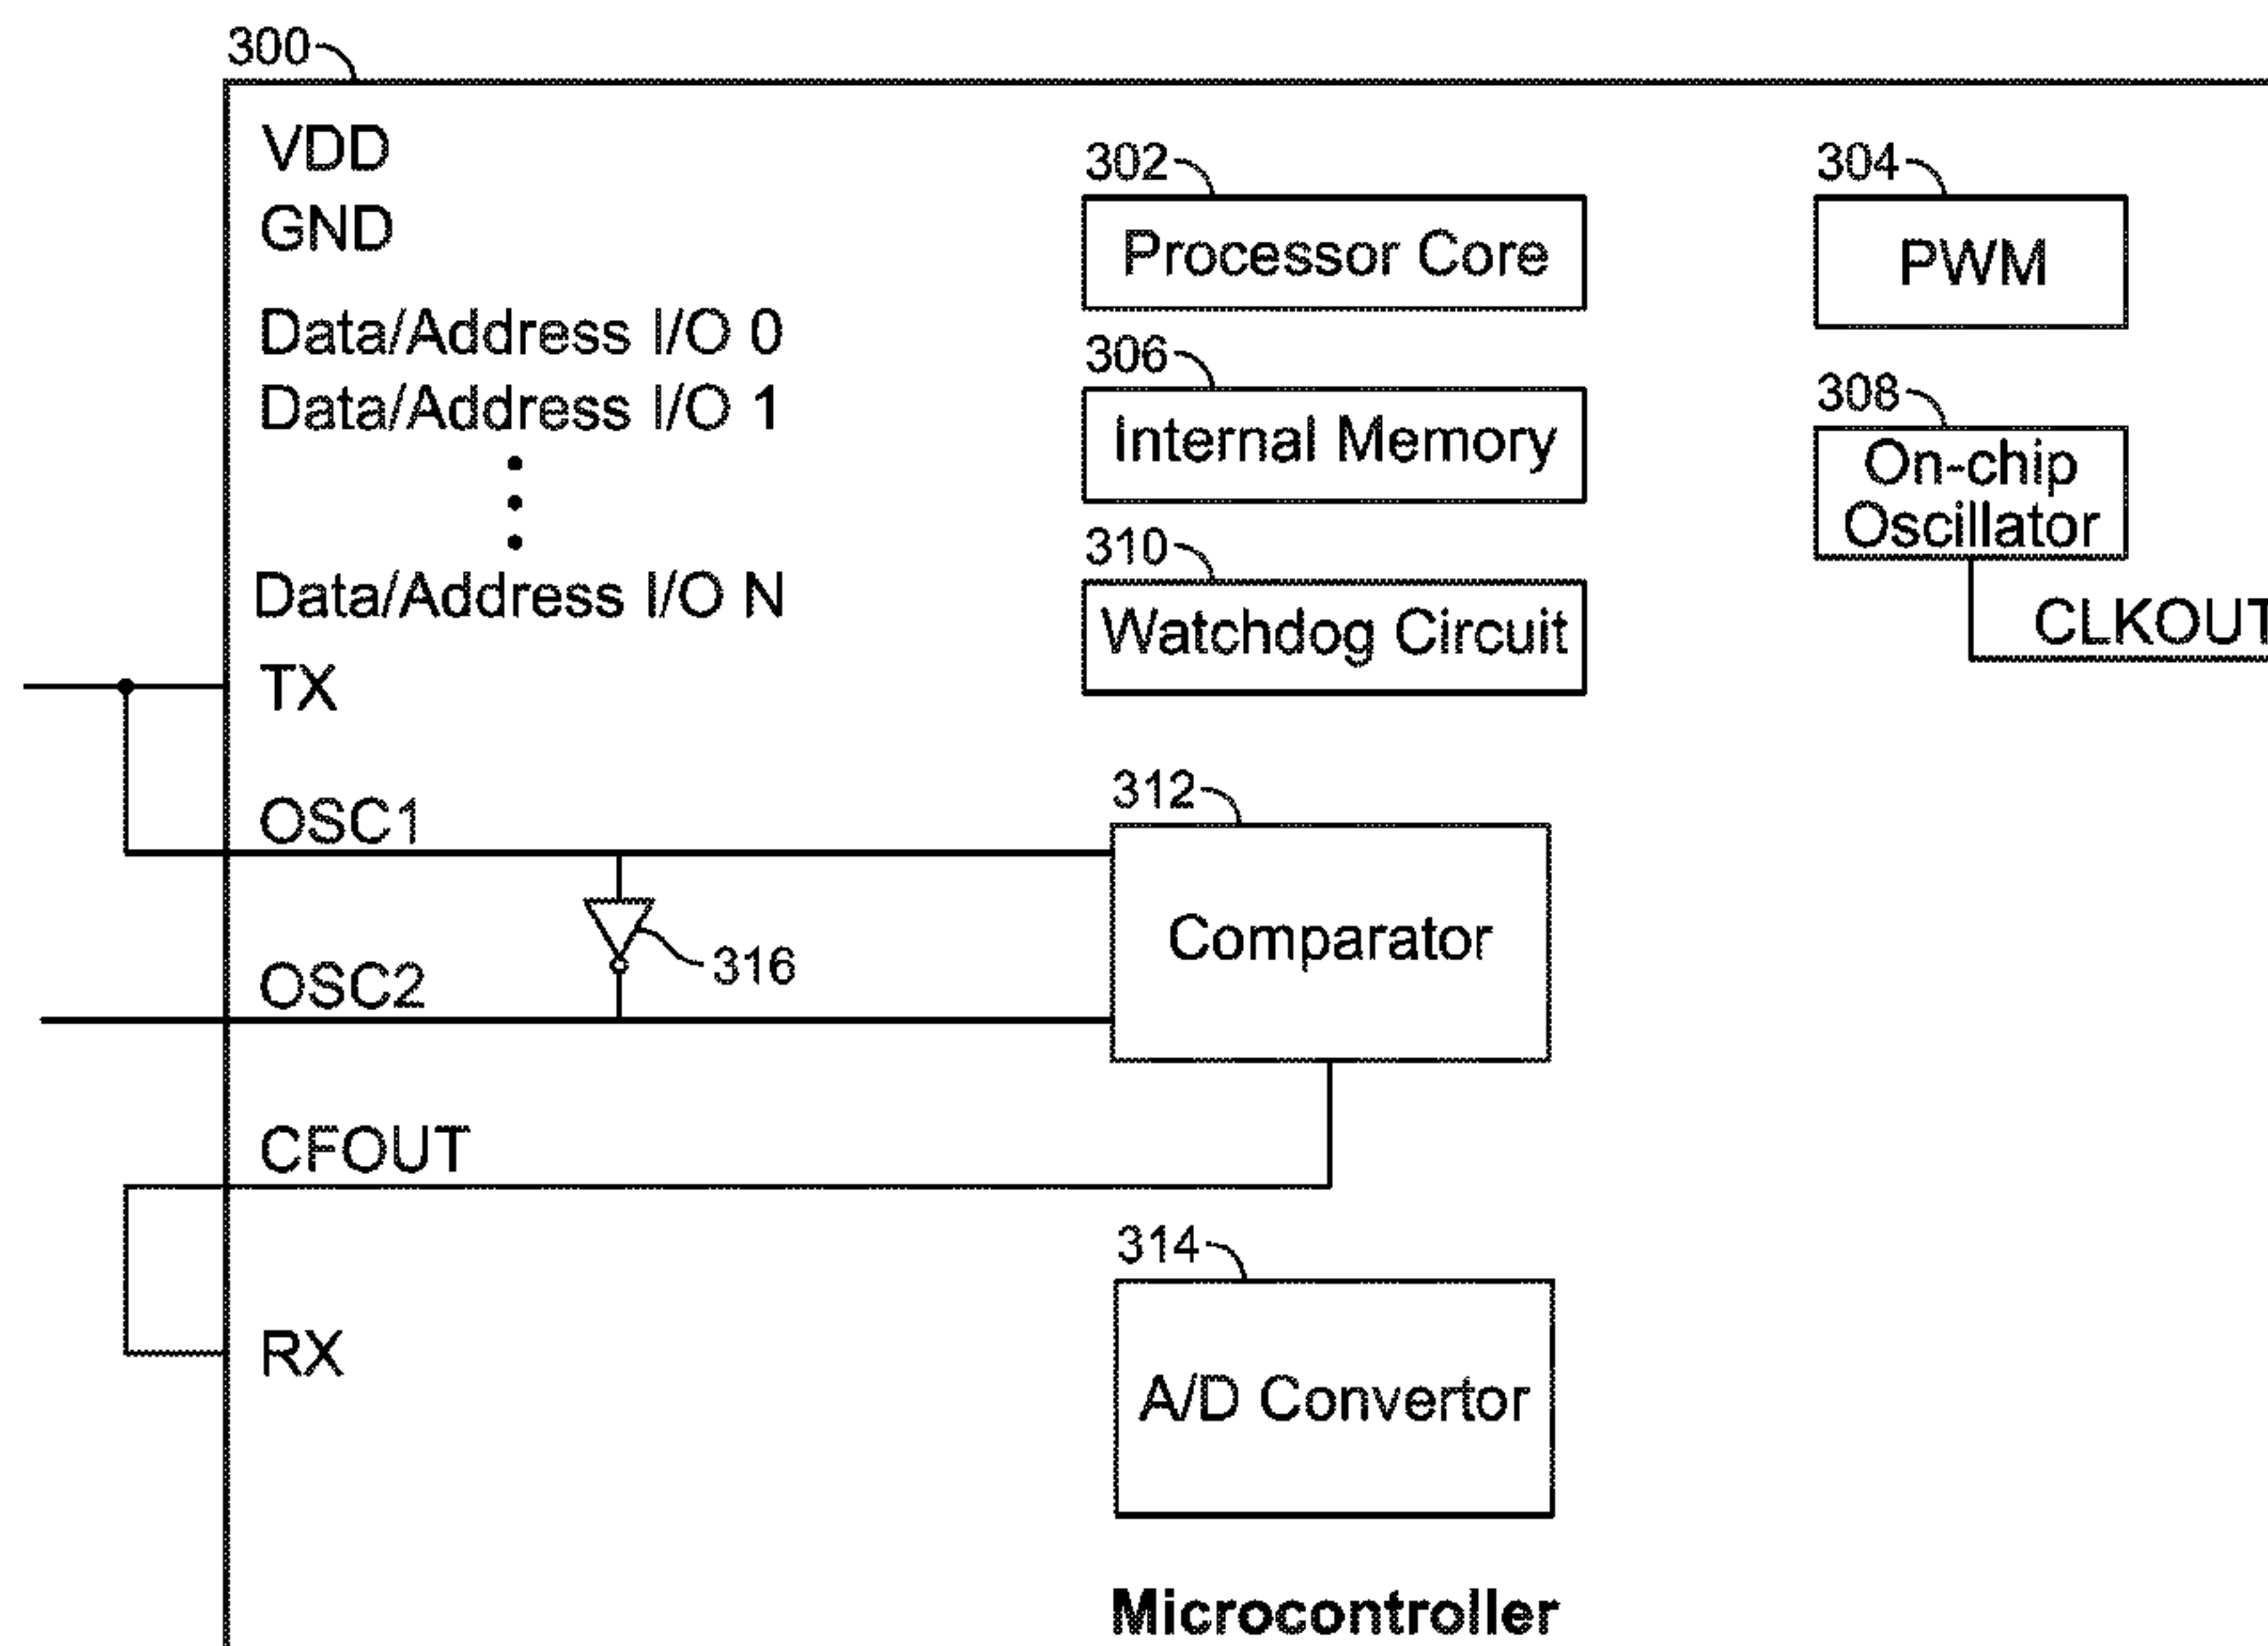 300
VDD
GND
Data/Address I/O 0
Data/Address I/O 1
Data/Address I/O N
TX
OSC1
OSC2
CFOUT
RX
302
Processor Core
306
Internal Memory
310
Watchdog Circuit
304
PWM
308
On-chip
Oscillator
CLKOUT
312
Comparator
316
314
A/D Convertor
Microcontroller